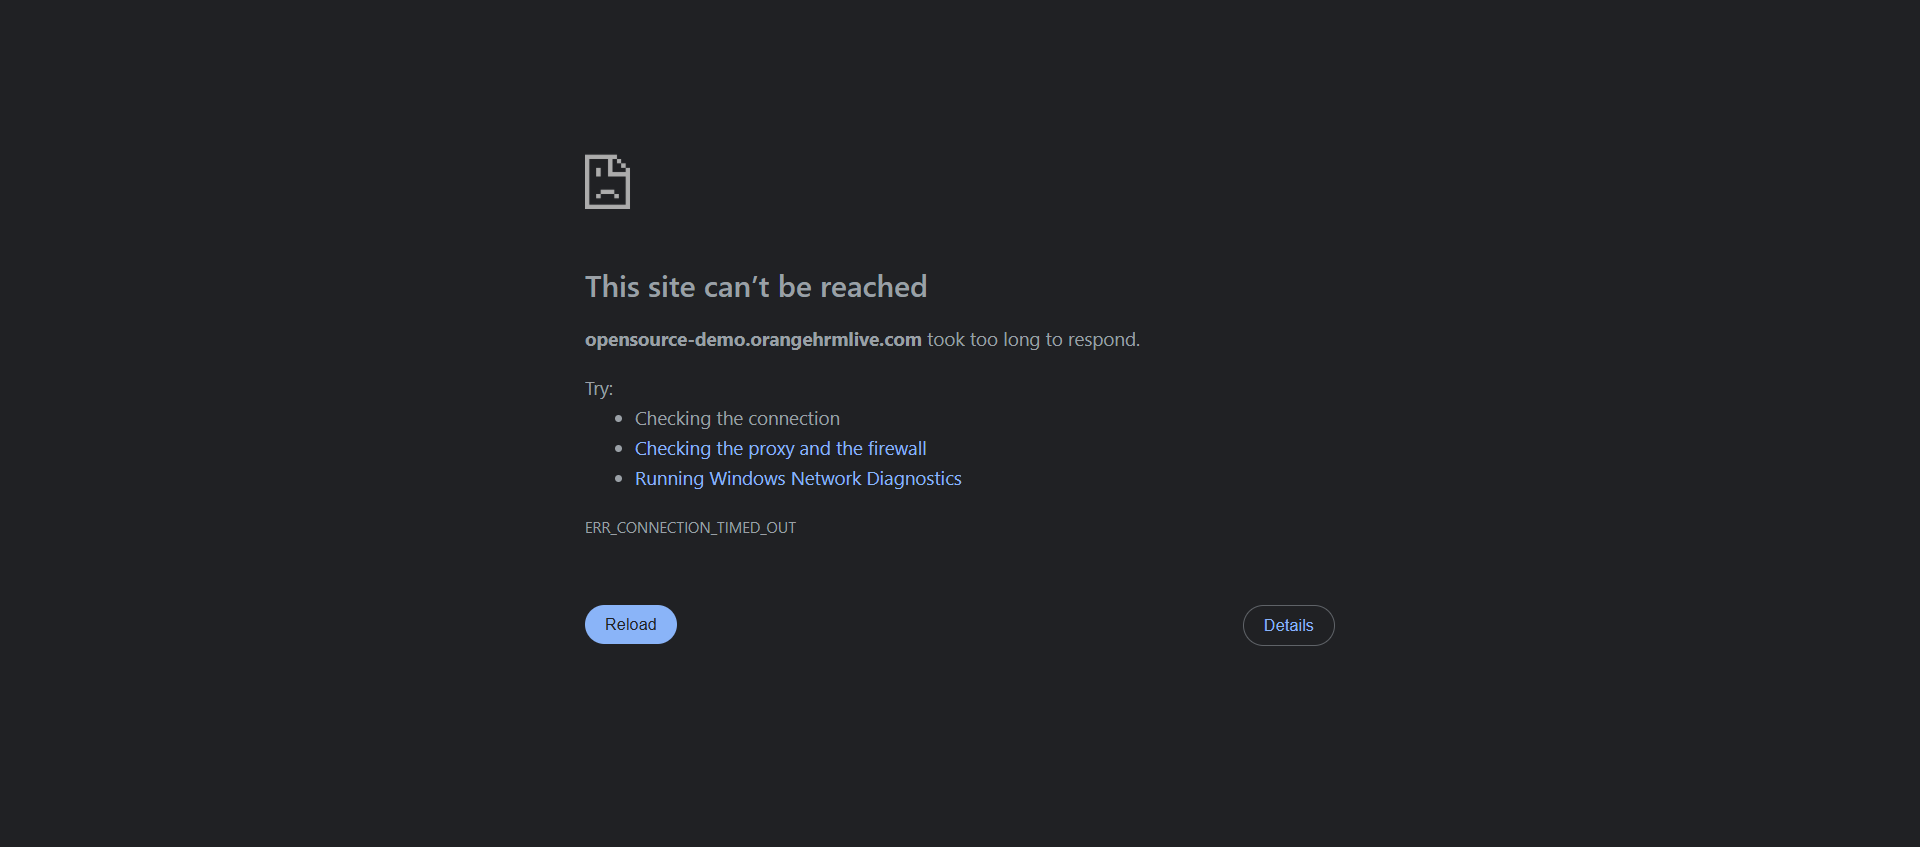 This site can’t be reached
opensource-demo.orangehrmlive.com took too long to respond.
Try:
Checking the connection
Checking the proxy and the firewall
Running Windows Network Diagnostics
ERR_CONNECTION_TIMED_OUT
Reload
Details